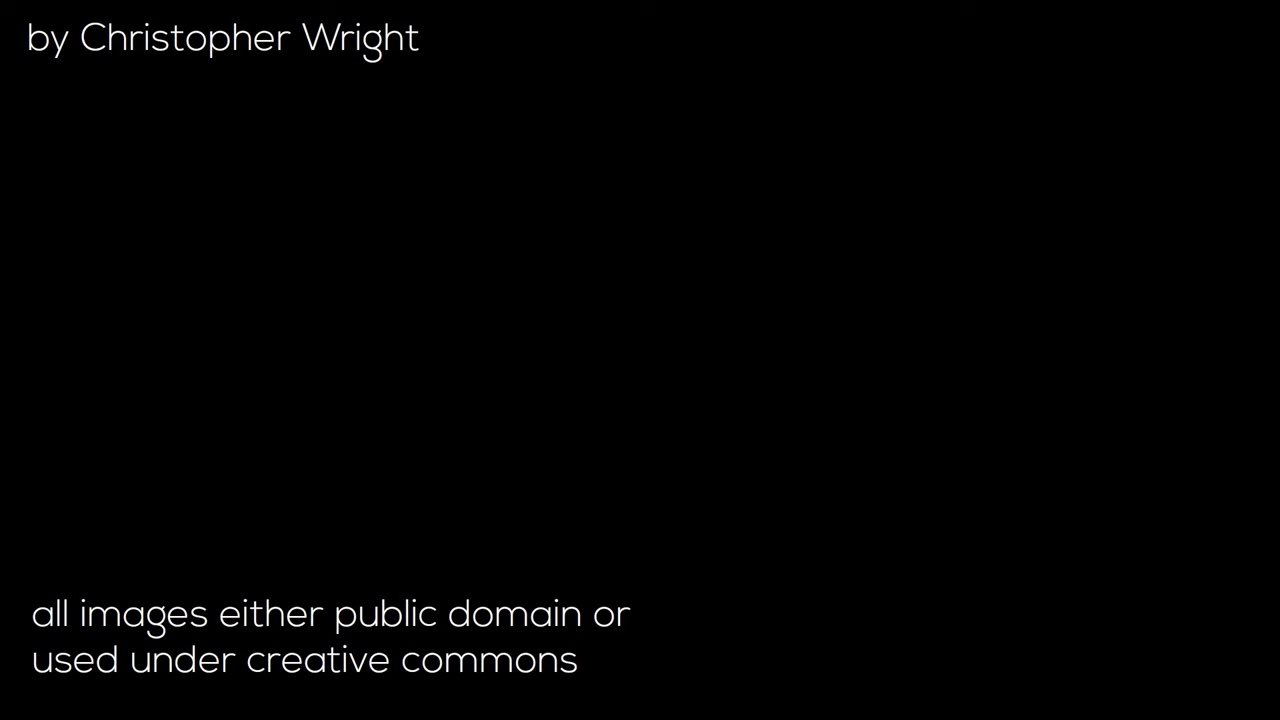 by Christopher Wright
all images either public domain or
used under creative commons